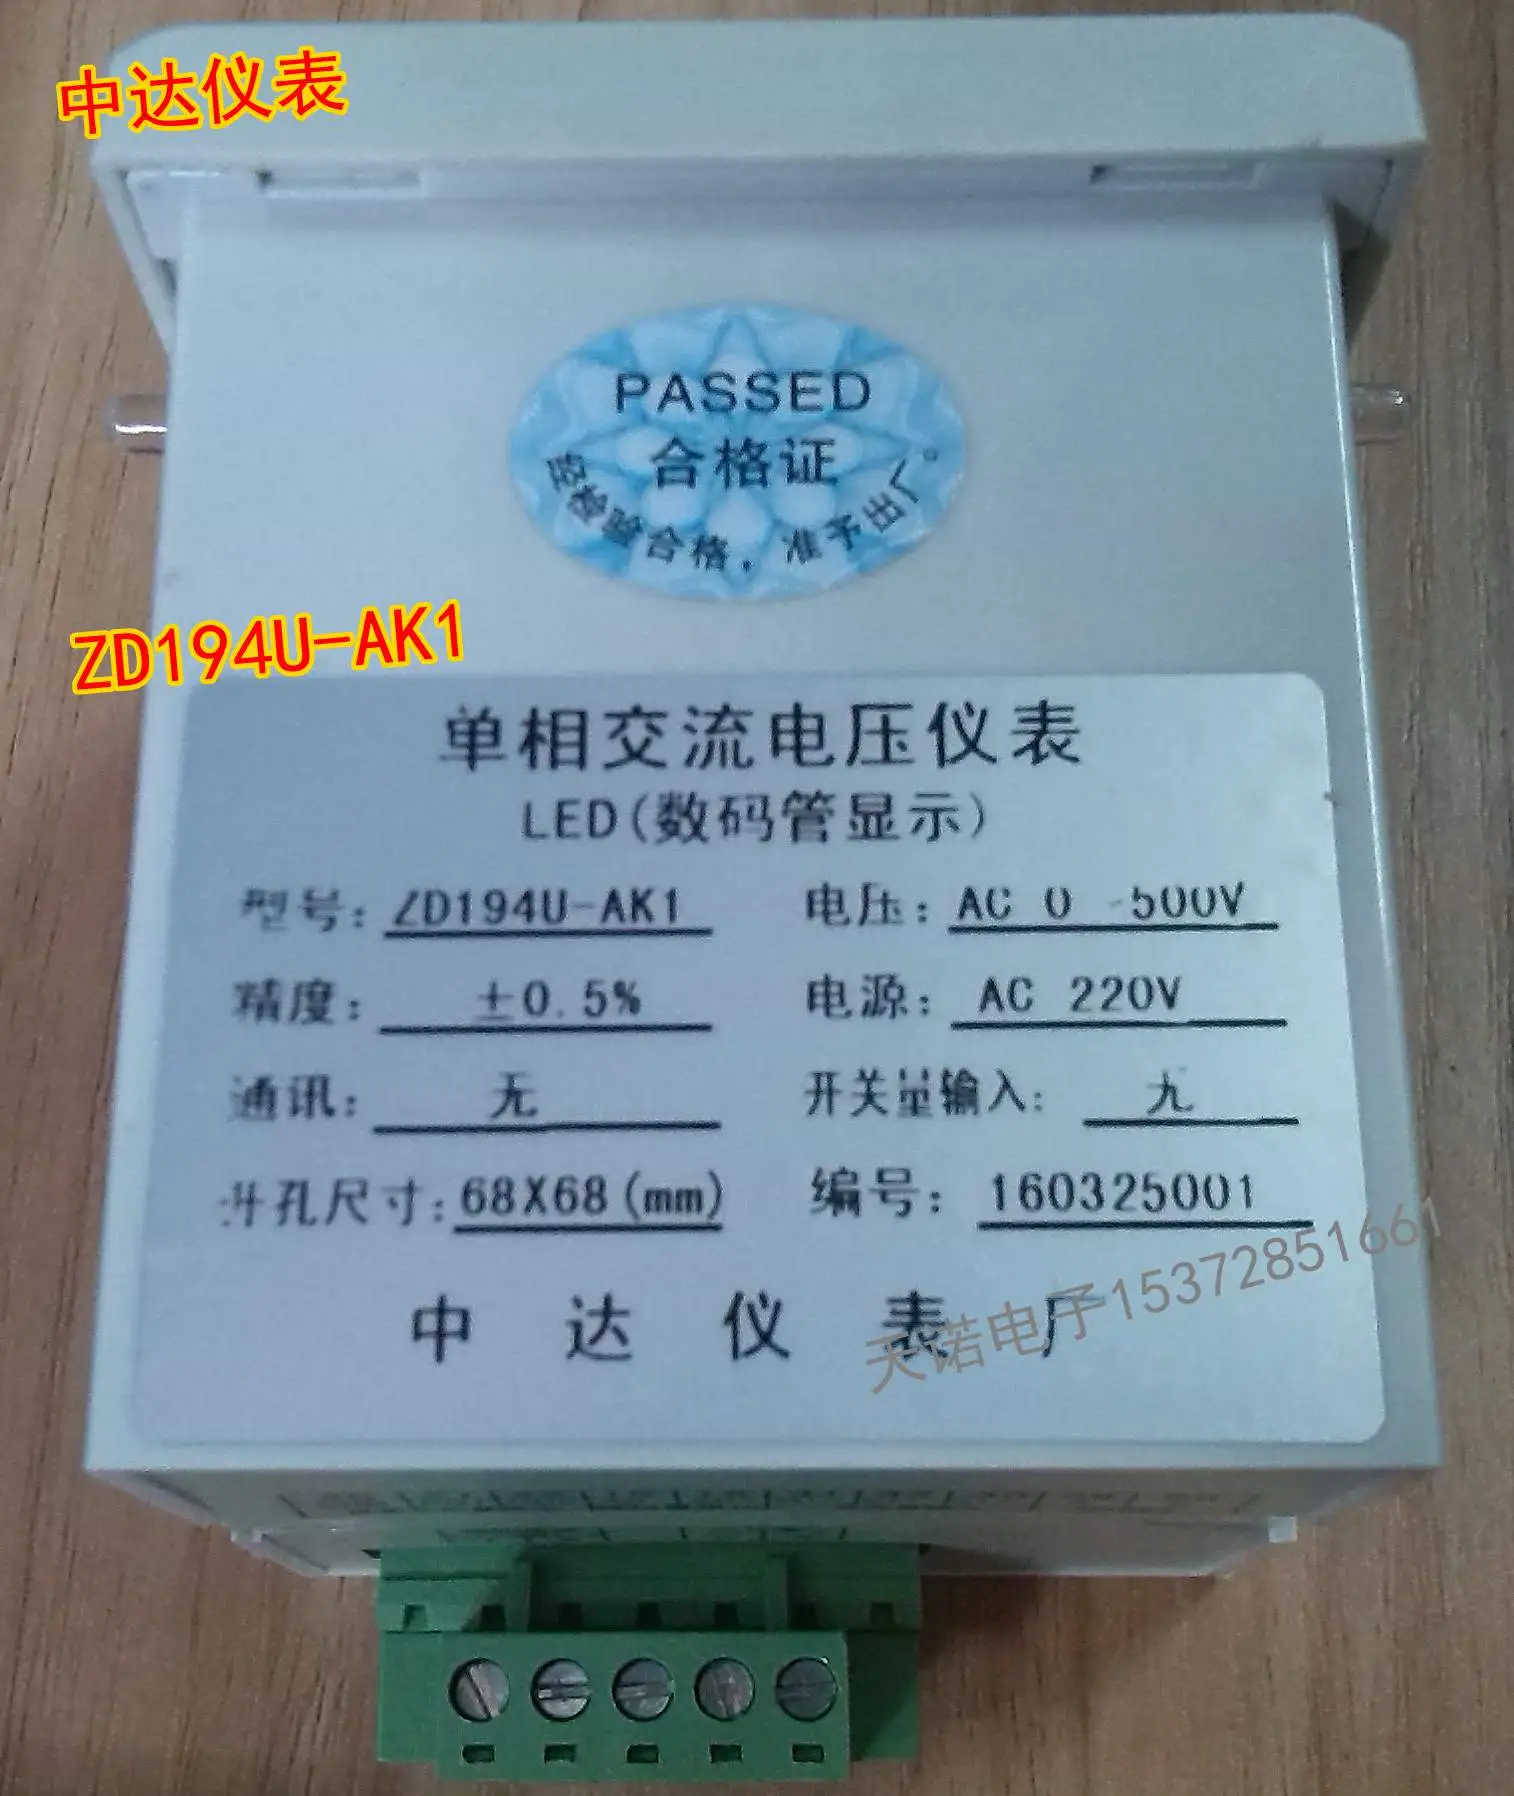 中达仪表
PASSED
合格证
经检验合格，准予出厂。
ZD194U-AK1
单相交流电压仪表
LED(数码管显示)
型号: ZD194U-AK1 电压: AC 0 -500V
精度: ±0.5% 电源: AC 220V
通讯: 无 开关量输入: 无
开孔尺寸: 68X68(mm) 编号: 160325001
中达仪表厂
天诺电子15372851661